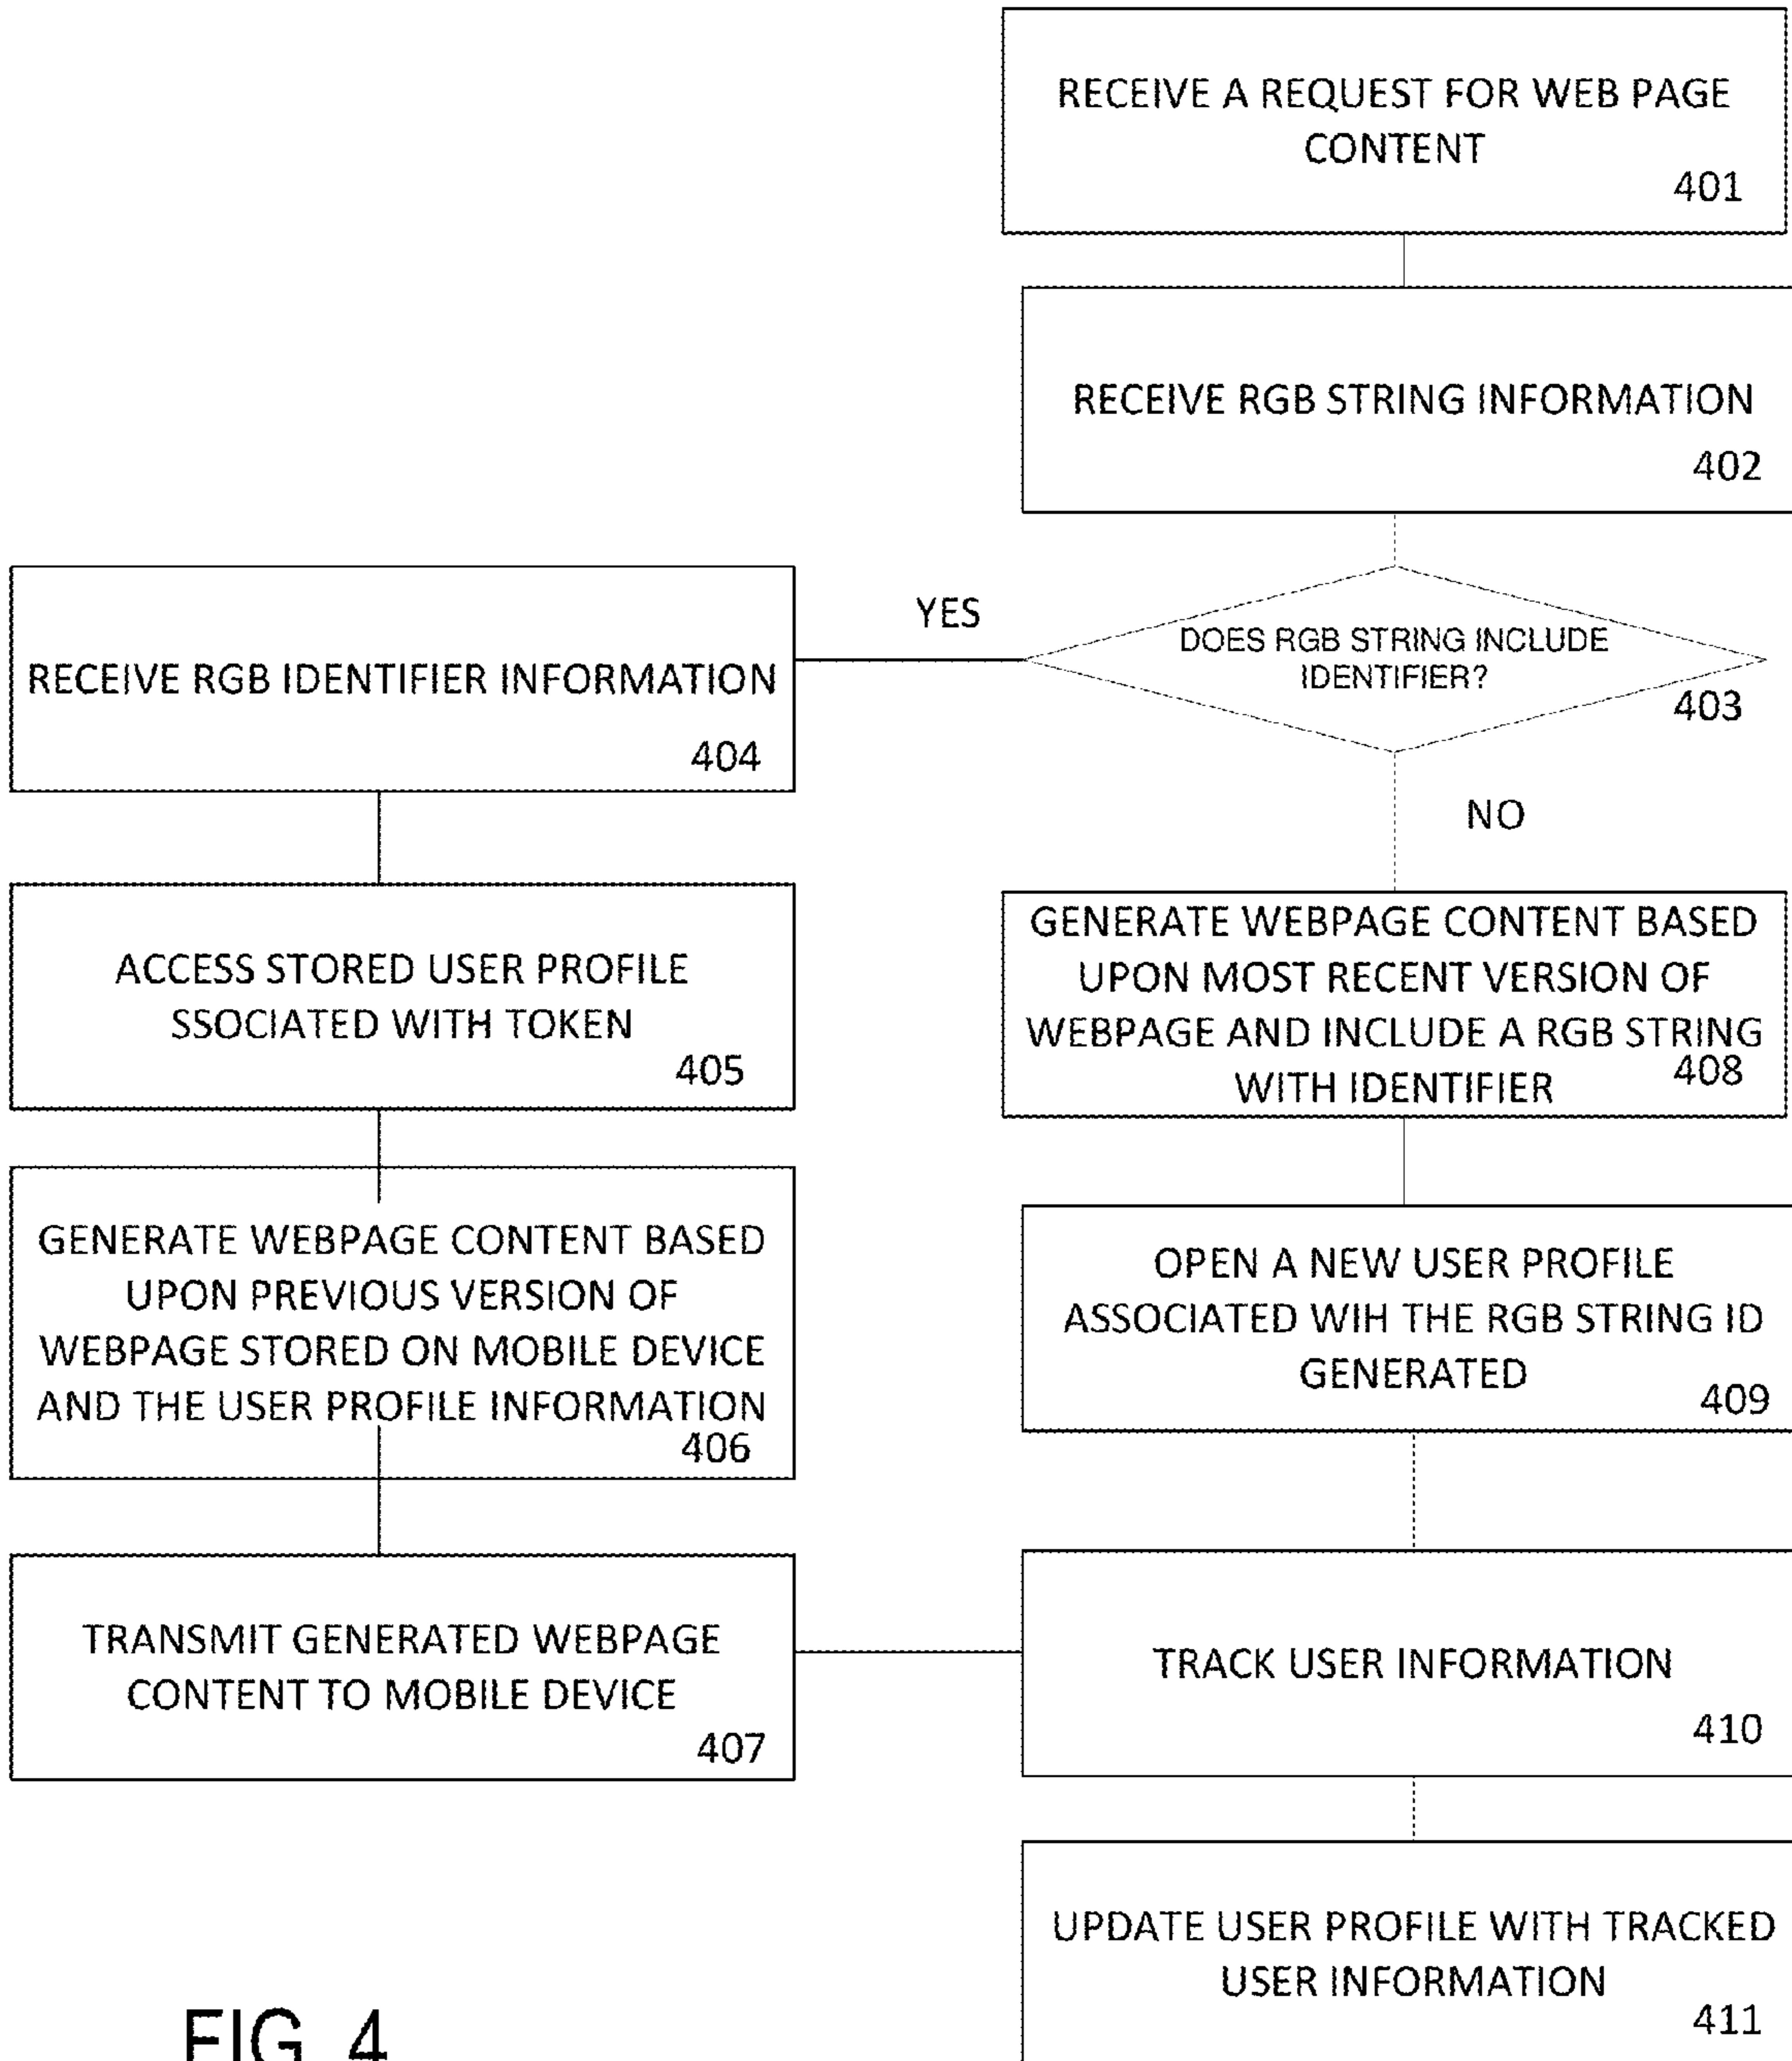 RECEIVE A REQUEST FOR WEB PAGE
CONTENT
401
RECEIVE RGB STRING INFORMATION
402
DOES RGB STRING INCLUDE
IDENTIFIER?
403
YES
RECEIVE RGB IDENTIFIER INFORMATION
404
ACCESS STORED USER PROFILE
SSOCIATED WITH TOKEN
405
GENERATE WEBPAGE CONTENT BASED
UPON PREVIOUS VERSION OF
WEBPAGE STORED ON MOBILE DEVICE
AND THE USER PROFILE INFORMATION
406
TRANSMIT GENERATED WEBPAGE
CONTENT TO MOBILE DEVICE
407
NO
GENERATE WEBPAGE CONTENT BASED
UPON MOST RECENT VERSION OF
WEBPAGE AND INCLUDE A RGB STRING
WITH IDENTIFIER 408
OPEN A NEW USER PROFILE
ASSOCIATED WIH THE RGB STRING ID
GENERATED
409
TRACK USER INFORMATION
410
UPDATE USER PROFILE WITH TRACKED
USER INFORMATION
411
FIG. 4